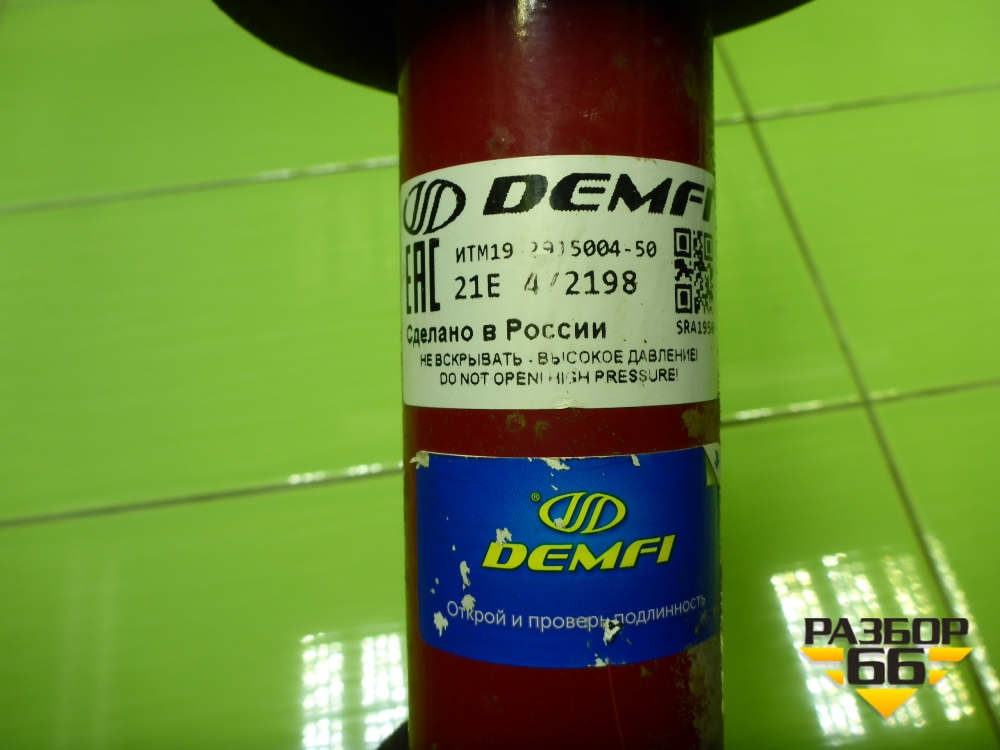 DEMFI
EAC
ИТМ19 2915004-50
21Е 4/2198
Сделано в России
НЕ ВСКРЫВАТЬ - ВЫСОКОЕ ДАВЛЕНИЕ!
DO NOT OPEN! HIGH PRESSURE!
®
DEMFI
Открой и проверь подлинность
РАЗБОР
66